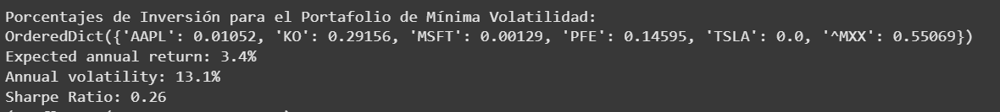 Porcentajes de Inversión para el Portafolio de Mínima Volatilidad:
OrderedDict({'AAPL': 0.01052, 'KO': 0.29156, 'MSFT': 0.00129, 'PFE': 0.14595, 'TSLA': 0.0, '^MXX': 0.55069})
Expected annual return: 3.4%
Annual volatility: 13.1%
Sharpe Ratio: 0.26